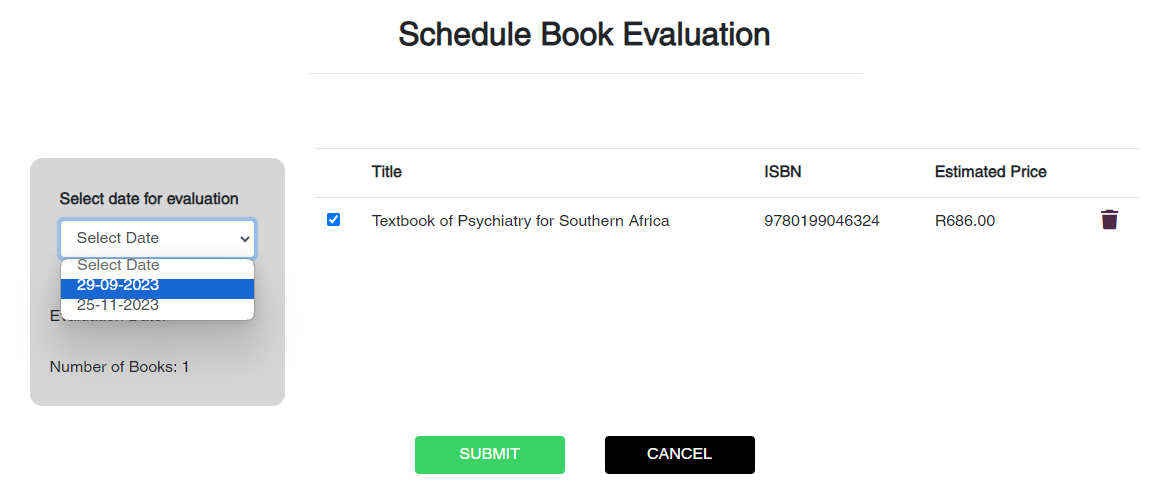 Schedule Book Evaluation
Select date for evaluation
Select Date
Select Date
29-09-2023
25-11-2023
Number of Books: 1
Title ISBN Estimated Price
Textbook of Psychiatry for Southern Africa 9780199046324 R686.00
SUBMIT CANCEL